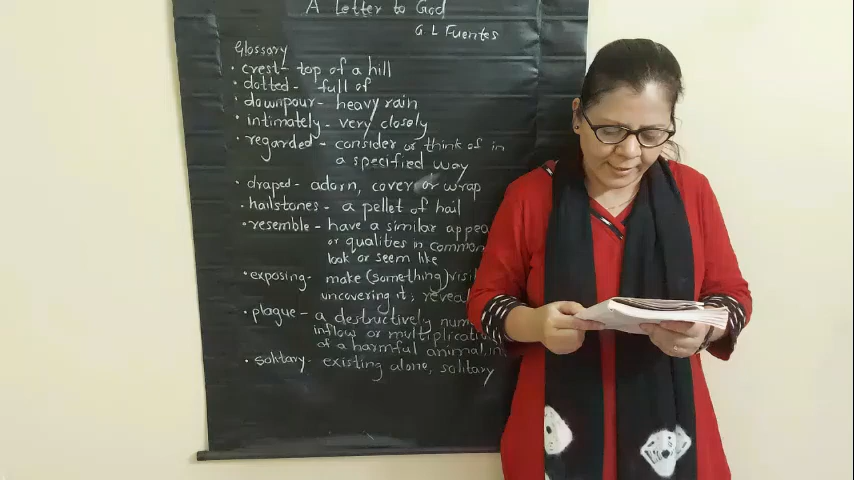 A Letter to God
G. L Fuentes
Glossary
• crest - top of a hill
• dotted - full of
• downpour - heavy rain
• intimately - very closely
• regarded - consider or think of in
a specified way
• draped - adorn, cover or wrap
• hailstones - a pellet of hail
• resemble - have a similar
or qualities in common
look or seem like
• exposing - make (something)
uncovering it;
• plague - a destructively
inflow or
of a harmful animal,
• solitary - existing alone, solitary